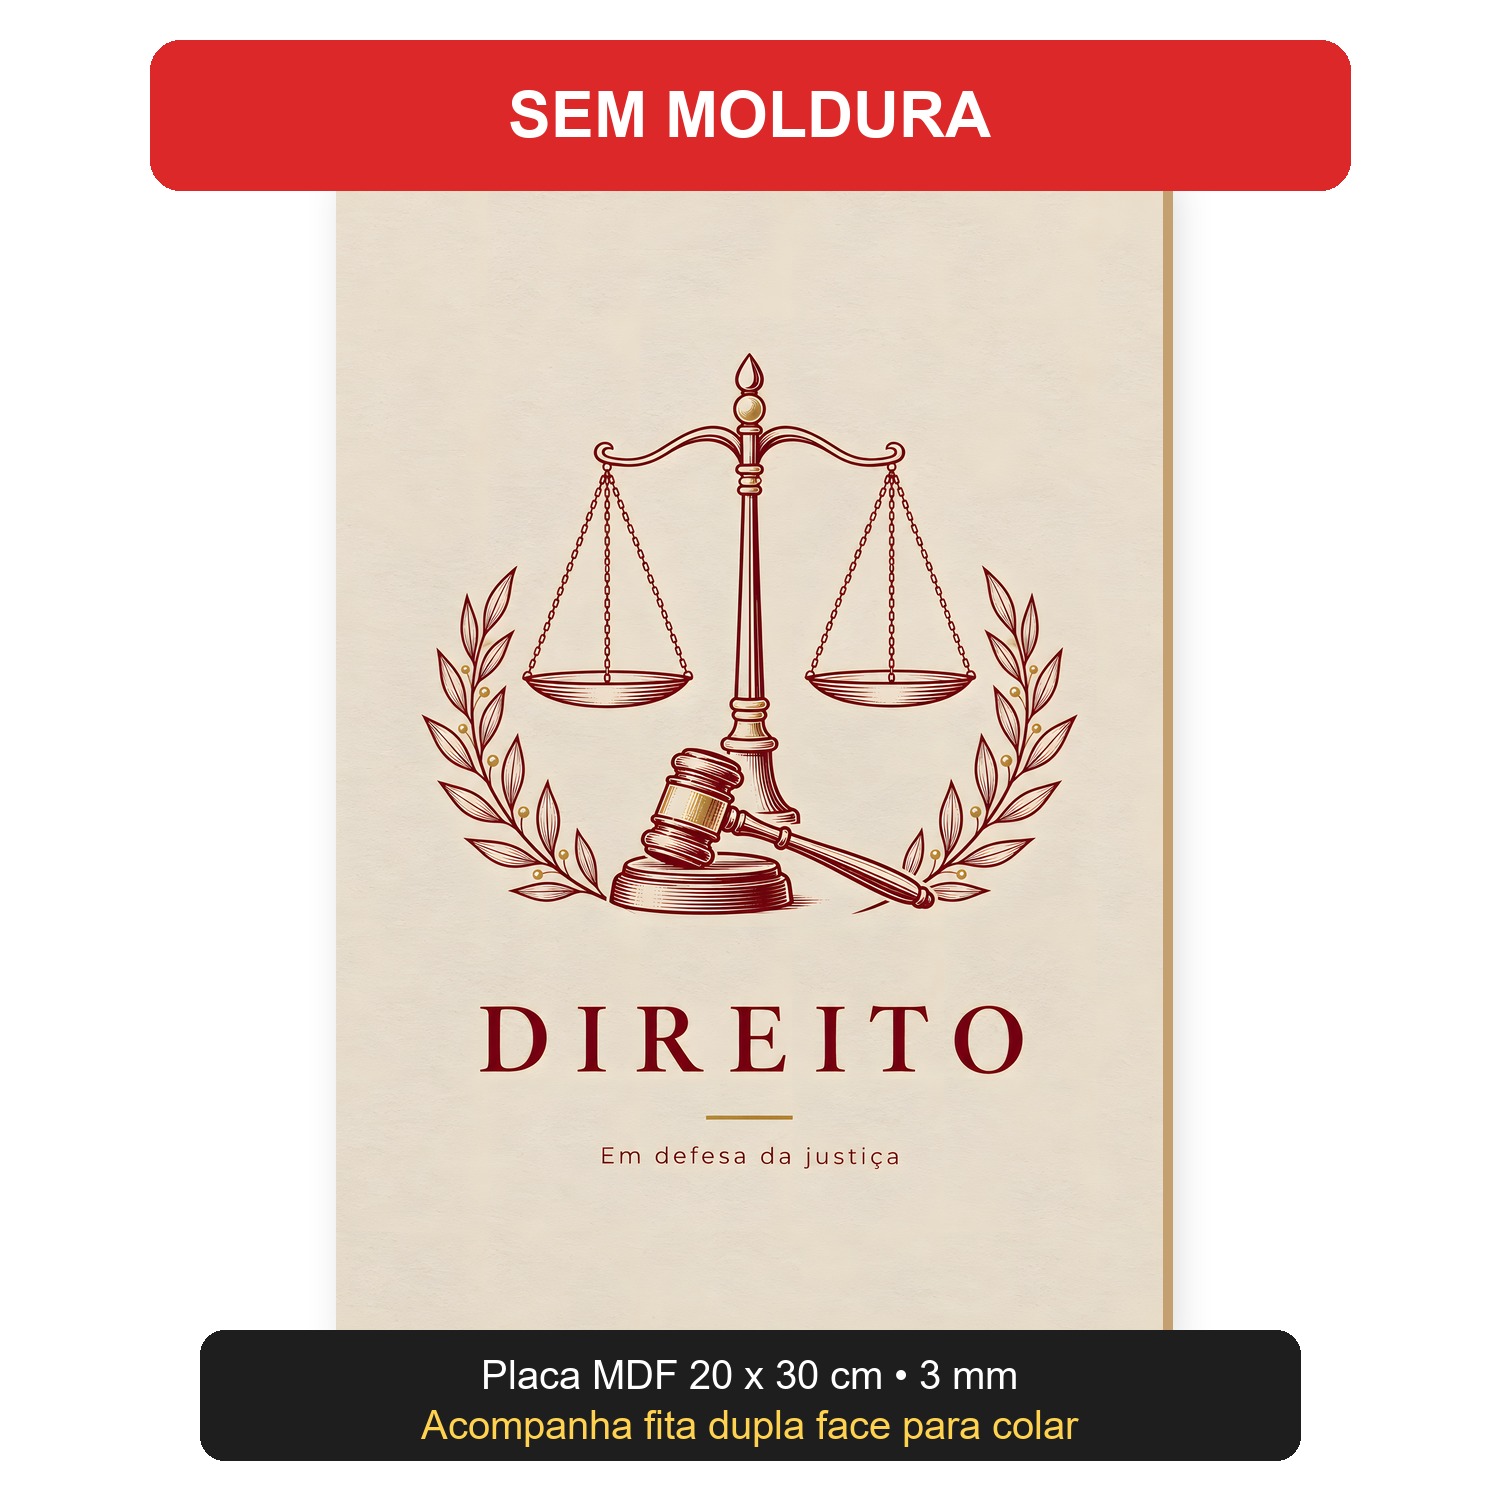 SEM MOLDURA
DIREITO
Em defesa da justiça
Placa MDF 20 x 30 cm • 3 mm
Acompanha fita dupla face para colar